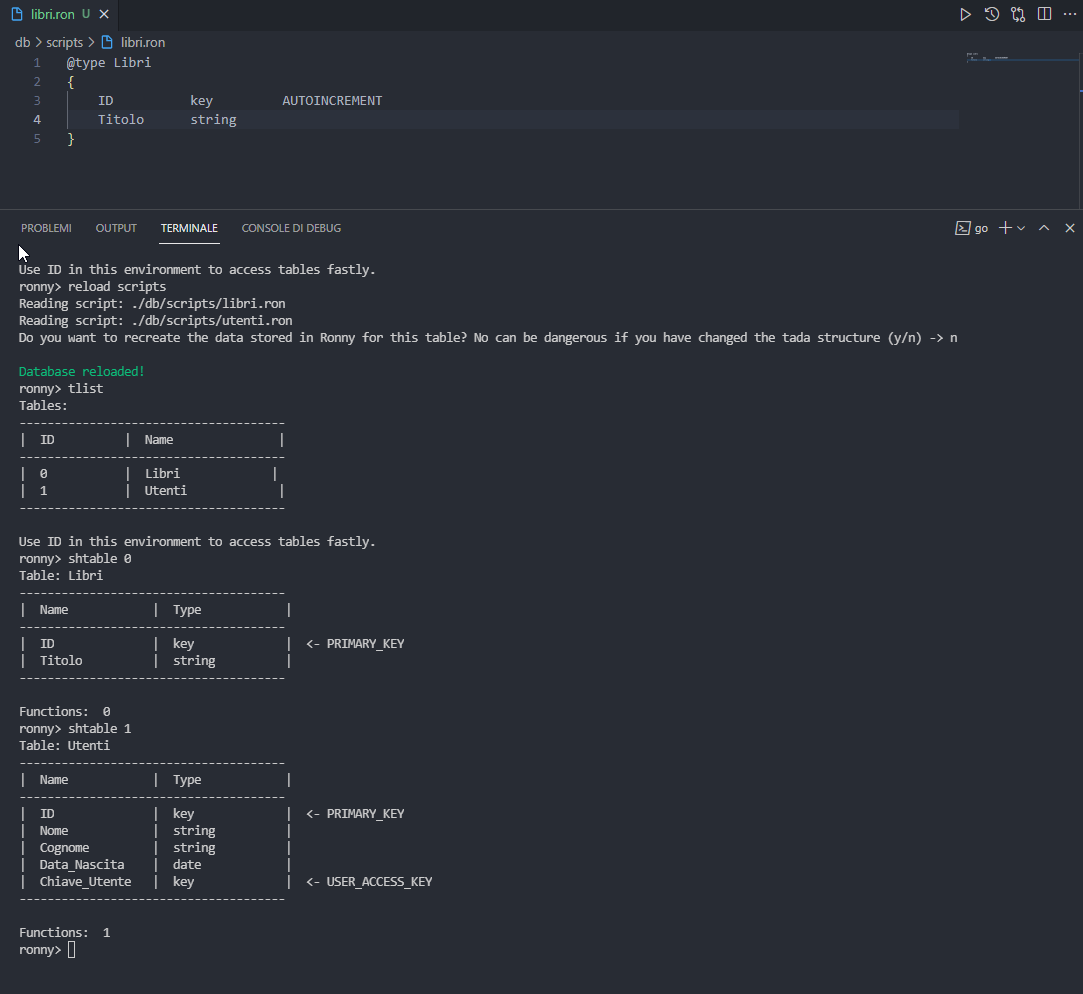 libri.ron U
db > scripts > libri.ron
1 @type Libri
2 {
3     ID          key         AUTOINCREMENT
4     Titolo      string
5 }
PROBLEMI OUTPUT TERMINALE CONSOLE DI DEBUG go
Use ID in this environment to access tables fastly.
ronny> reload scripts
Reading script: ./db/scripts/libri.ron
Reading script: ./db/scripts/utenti.ron
Do you want to recreate the data stored in Ronny for this table? No can be dangerous if you have changed the tada structure (y/n) -> n
Database reloaded!
ronny> tlist
Tables:
--------------------------------------
|  ID          |  Name               |
--------------------------------------
|  0           |  Libri             |
|  1           |  Utenti             |
--------------------------------------
Use ID in this environment to access tables fastly.
ronny> shtable 0
Table: Libri
--------------------------------------
|  Name            |  Type            |
--------------------------------------
|  ID              |  key             |  <- PRIMARY_KEY
|  Titolo          |  string          |
--------------------------------------
Functions:  0
ronny> shtable 1
Table: Utenti
--------------------------------------
|  Name            |  Type            |
--------------------------------------
|  ID              |  key             |  <- PRIMARY_KEY
|  Nome            |  string          |
|  Cognome         |  string          |
|  Data_Nascita    |  date            |
|  Chiave_Utente   |  key             |  <- USER_ACCESS_KEY
--------------------------------------
Functions:  1
ronny>